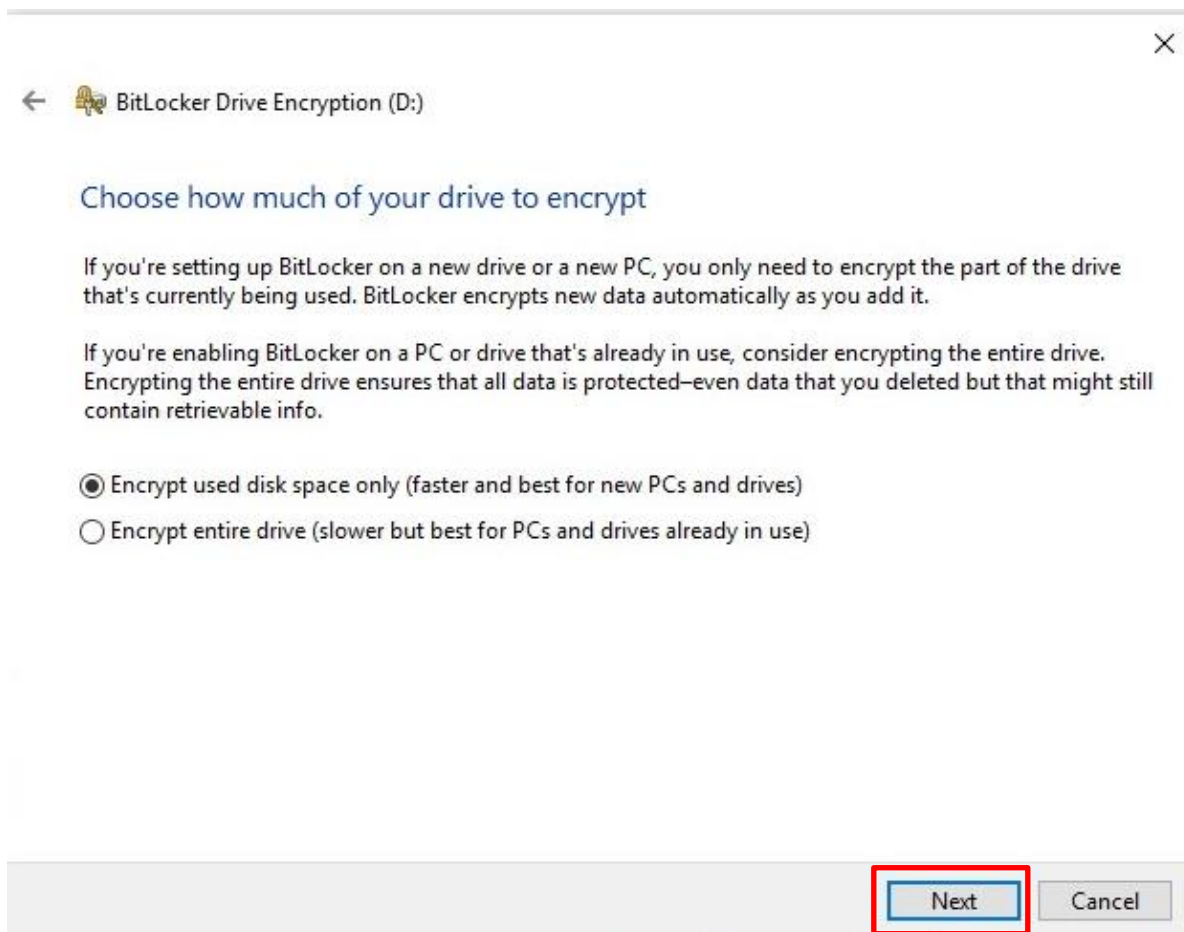 BitLocker Drive Encryption (D:)
Choose how much of your drive to encrypt
If you're setting up BitLocker on a new drive or a new PC, you only need to encrypt the part of the drive
that's currently being used. BitLocker encrypts new data automatically as you add it.
If you're enabling BitLocker on a PC or drive that's already in use, consider encrypting the entire drive.
Encrypting the entire drive ensures that all data is protected–even data that you deleted but that might still
contain retrievable info.
Encrypt used disk space only (faster and best for new PCs and drives)
Encrypt entire drive (slower but best for PCs and drives already in use)
Next Cancel